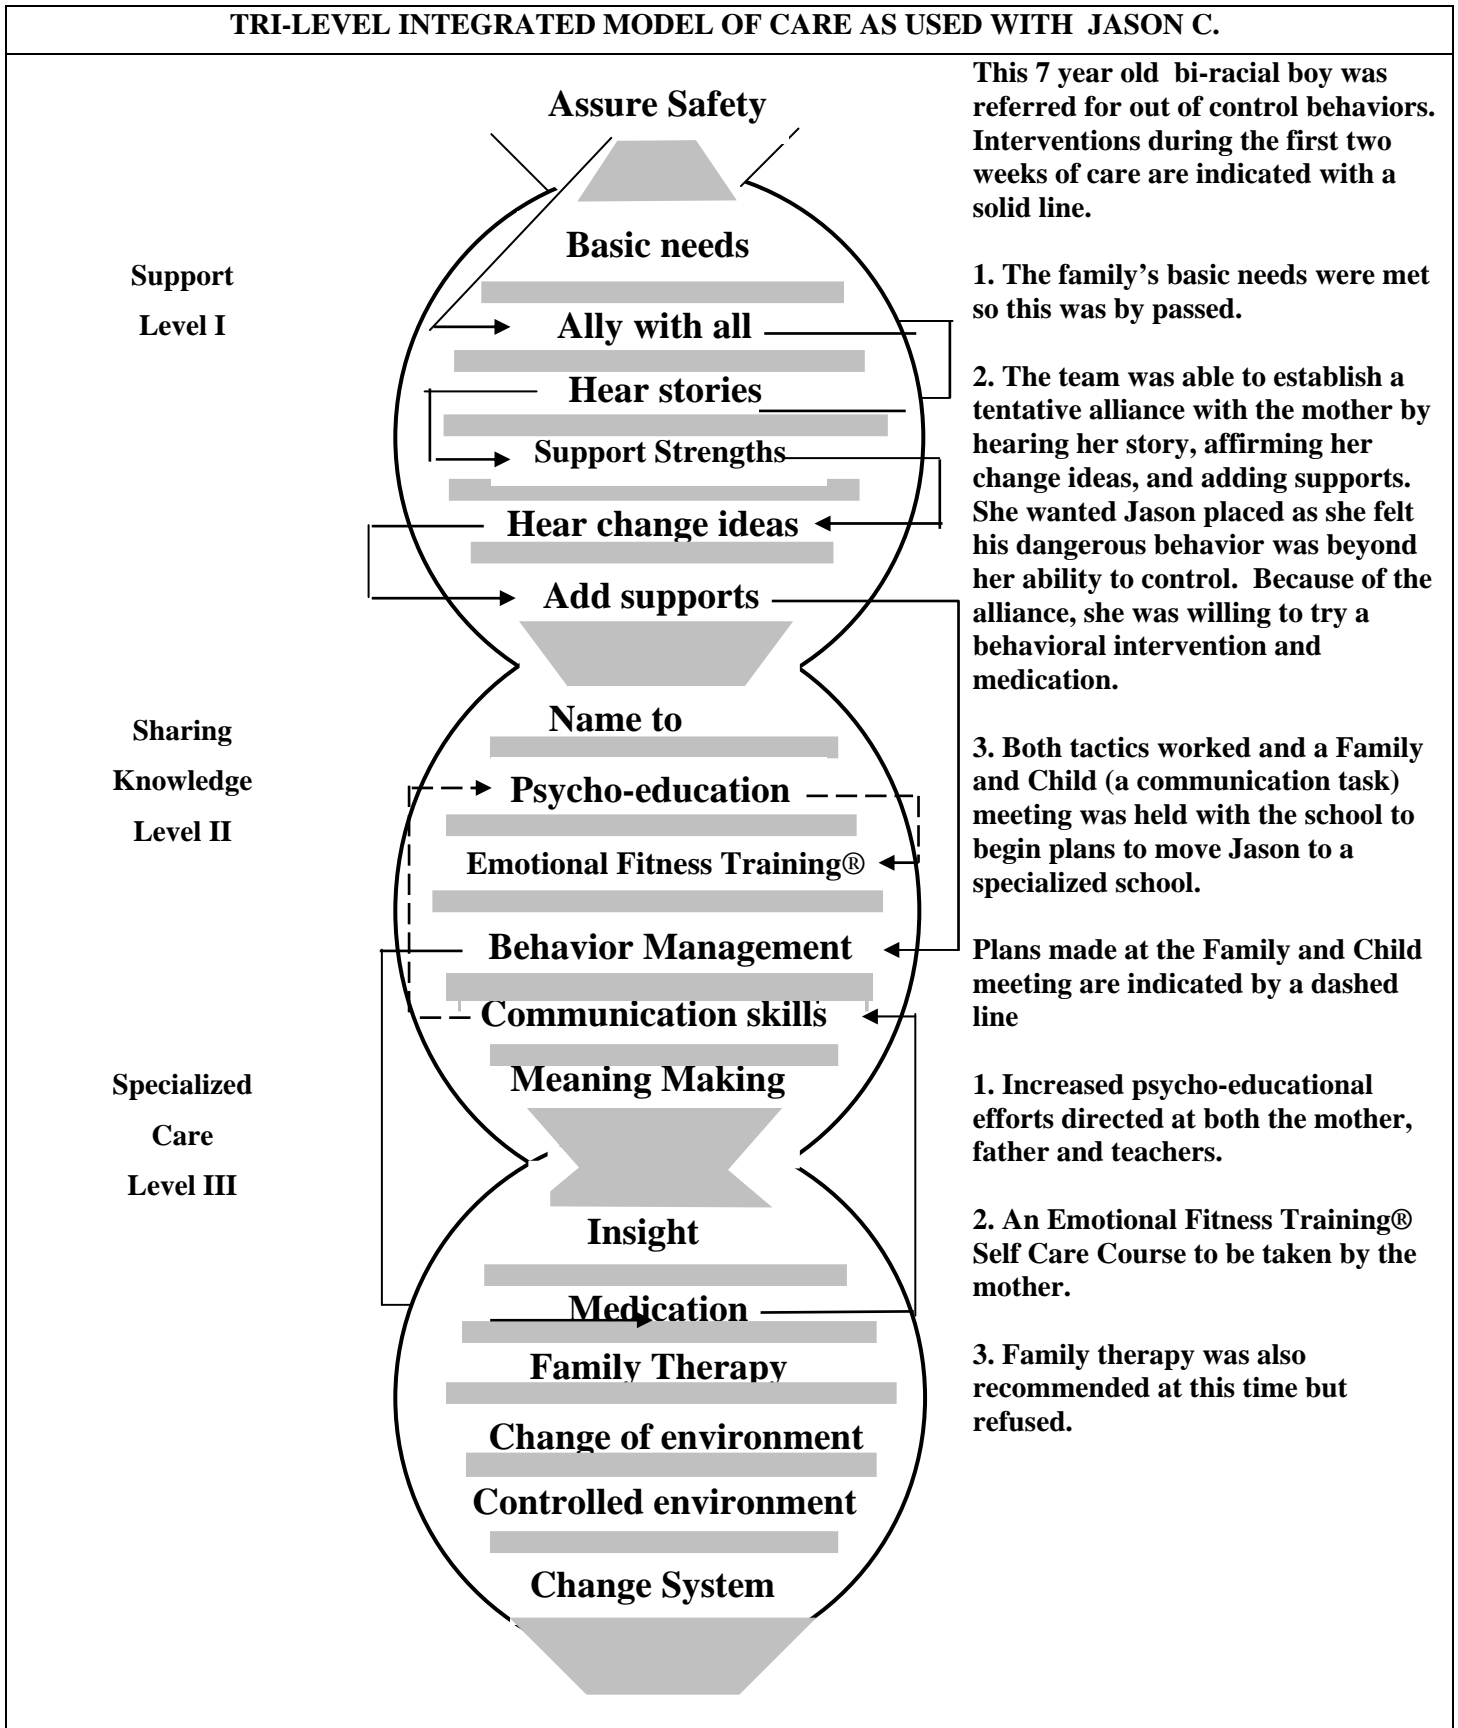 TRI-LEVEL INTEGRATED MODEL OF CARE AS USED WITH JASON C.
Assure Safety
Basic needs
Support
Level I
Ally with all
Hear stories
Support Strengths
Hear change ideas
Add supports
Sharing
Knowledge
Level II
Name to
Psycho-education
Emotional Fitness Training®
Behavior Management
Communication skills
Meaning Making
Specialized
Care
Level III
Insight
Medication
Family Therapy
Change of environment
Controlled environment
Change System
This 7 year old bi-racial boy was
referred for out of control behaviors.
Interventions during the first two
weeks of care are indicated with a
solid line.
1. The family's basic needs were met
so this was by passed.
2. The team was able to establish a
tentative alliance with the mother by
hearing her story, affirming her
change ideas, and adding supports.
She wanted Jason placed as she felt
his dangerous behavior was beyond
her ability to control. Because of the
alliance, she was willing to try a
behavioral intervention and
medication.
3. Both tactics worked and a Family
and Child (a communication task)
meeting was held with the school to
begin plans to move Jason to a
specialized school.
Plans made at the Family and Child
meeting are indicated by a dashed
line
1. Increased psycho-educational
efforts directed at both the mother,
father and teachers.
2. An Emotional Fitness Training®
Self Care Course to be taken by the
mother.
3. Family therapy was also
recommended at this time but
refused.